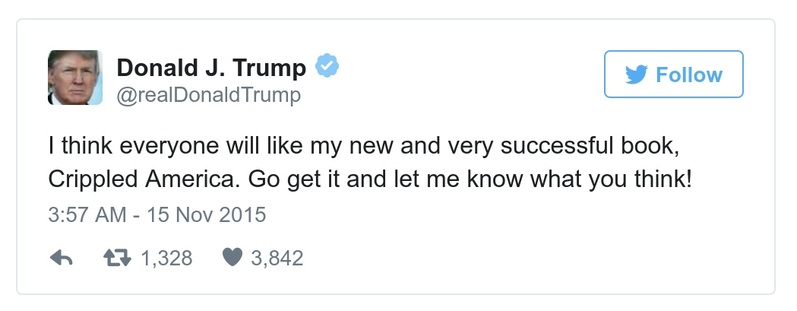 Donald J. Trump
@realDonaldTrump
Follow
I think everyone will like my new and very successful book,
Crippled America. Go get it and let me know what you think!
3:57 AM - 15 Nov 2015
1,328 3,842